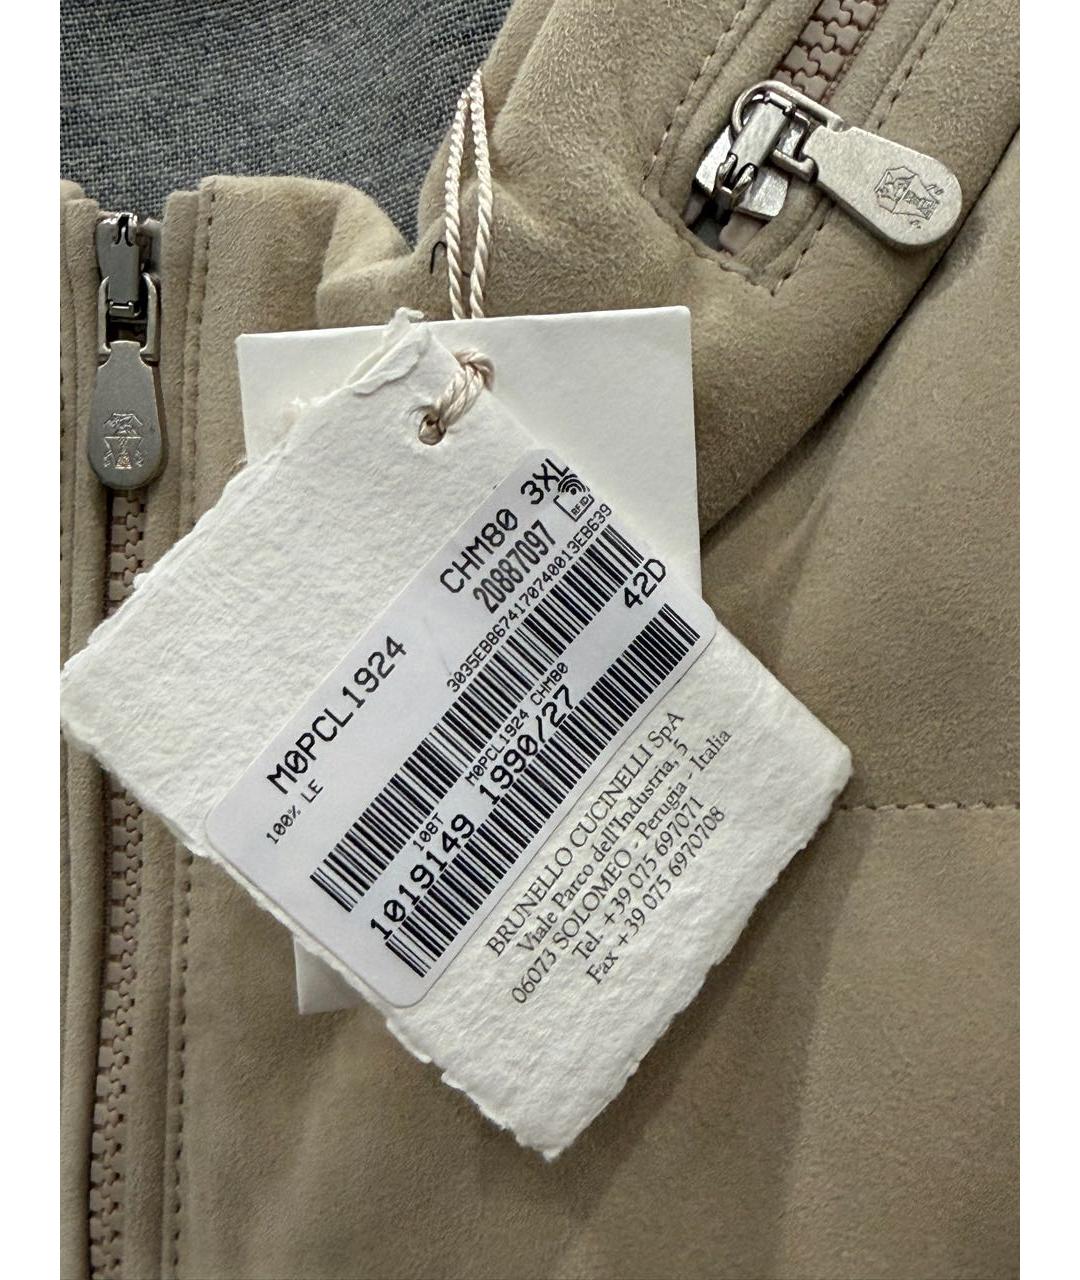 M0PCL1924 CHM80 3XL
100% LE 20887097
RFID
3035EB8674170740013EB639
108T M0PCL1924 CHM80 42D
1019149 1990/27
BRUNELLO CUCINELLI SpA
Viale Parco dell'Industria, 5
06073 SOLOMEO - Perugia - Italia
Tel. +39 075 697071
Fax +39 075 6970708